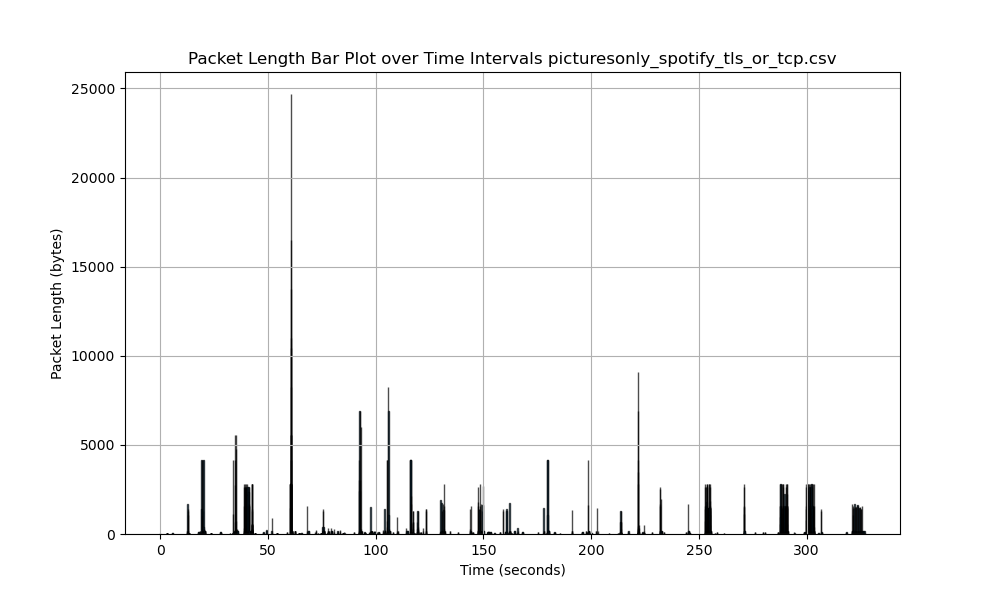 Packet Length Bar Plot over Time Intervals picturesonly_spotify_tls_or_tcp.csv
25000
20000
15000
10000
5000
0
Packet Length (bytes)
0 50 100 150 200 250 300
Time (seconds)